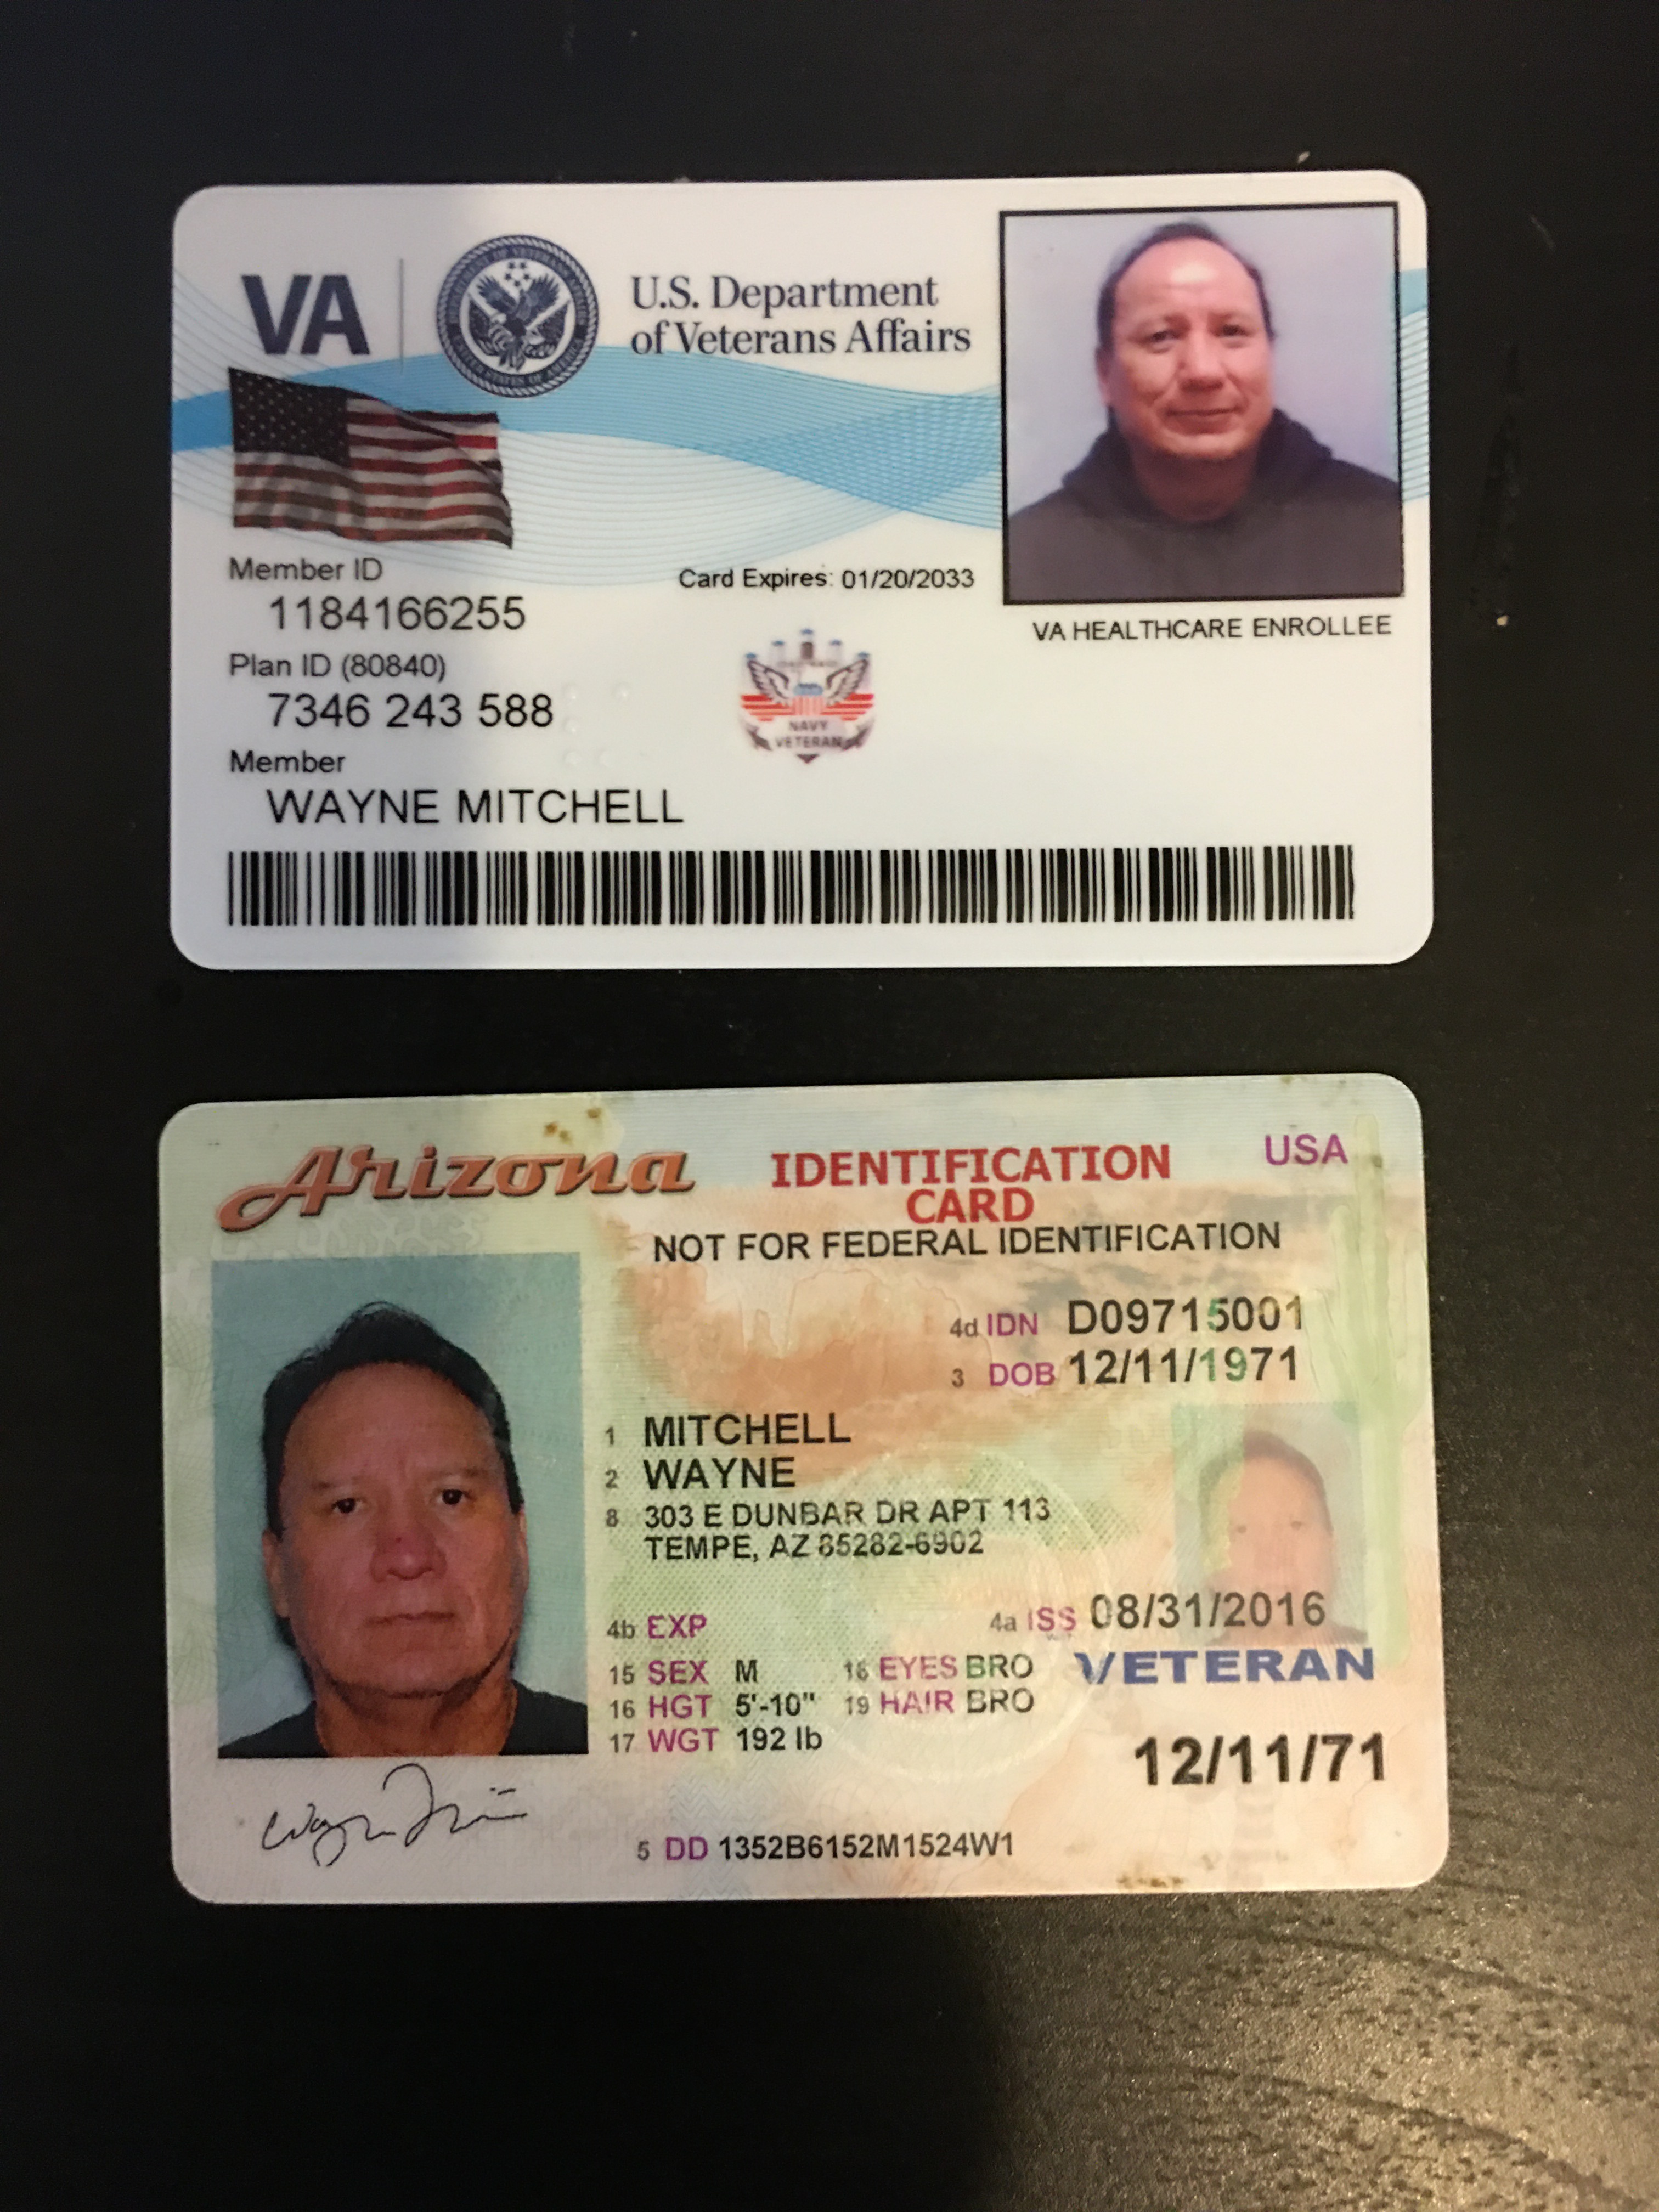 VA
U.S. Department
of Veterans Affairs
Member ID
1184166255
Card Expires: 01/20/2033
VA HEALTHCARE ENROLLEE
Plan ID (80840)
7346 243 588
NAVY
VETERAN
Member
WAYNE MITCHELL
Arizona
IDENTIFICATION
CARD
USA
NOT FOR FEDERAL IDENTIFICATION
4d IDN D09715001
3 DOB 12/11/1971
1 MITCHELL
2 WAYNE
8 303 E DUNBAR DR APT 113
TEMPE, AZ 85282-6902
4b EXP 4a ISS 08/31/2016
15 SEX M 18 EYES BRO VETERAN
16 HGT 5'-10" 19 HAIR BRO
17 WGT 192 lb
12/11/71
5 DD 1352B6152M1524W1